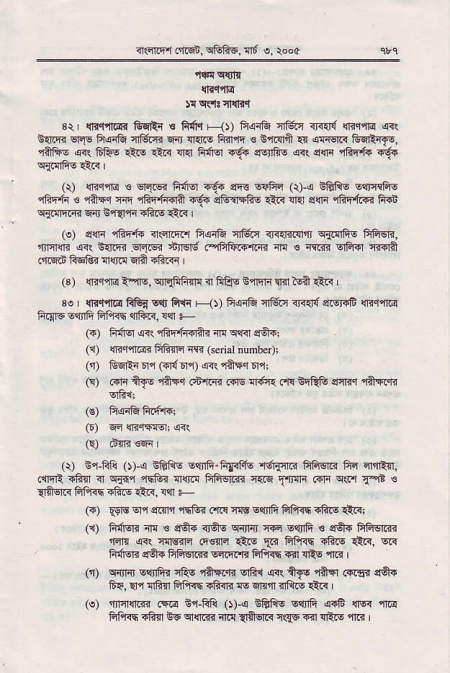 বাংলাদেশ গেজেট, অতিরিক্ত, মার্চ ৩, ২০০৫ ৭৮৭
পঞ্চম অধ্যায়
ধারণপাত্র
১ম অংশঃ সাধারণ
৪২। ধারণপাত্রের ডিজাইন ও নির্মাণ।—(১) সিএনজি সার্ভিসে ব্যবহার্য ধারণপাত্র এবং
উহাদের ভাল্‌ভ সিএনজি সার্ভিসের জন্য যাহাতে নিরাপদ ও উপযোগী হয় এমনভাবে ডিজাইনকৃত,
পরীক্ষিত এবং চিহ্নিত হইতে হইবে যাহা নির্মাতা কর্তৃক প্রত্যায়িত এবং প্রধান পরিদর্শক কর্তৃক
অনুমোদিত হইবে।
(২) ধারণপাত্র ও ভাল্‌ভের নির্মাতা কর্তৃক প্রদত্ত তফসিল (২)-এ উল্লিখিত তথ্যসম্বলিত
পরিদর্শন ও পরীক্ষণ সনদ পরিদর্শনকারী কর্তৃক প্রতিস্বাক্ষরিত হইবে যাহা প্রধান পরিদর্শকের নিকট
অনুমোদনের জন্য উপস্থাপন করিতে হইবে।
(৩) প্রধান পরিদর্শক বাংলাদেশে সিএনজি সার্ভিসে ব্যবহারযোগ্য অনুমোদিত সিলিন্ডার,
গ্যাসাধার এবং উহাদের ভাল্‌ভের স্ট্যান্ডার্ড স্পেসিফিকেশনের নাম ও নম্বরের তালিকা সরকারী
গেজেটে বিজ্ঞপ্তির মাধ্যমে জারী করিবেন।
(৪) ধারণপাত্র ইস্পাত, অ্যালুমিনিয়াম বা মিশ্রিত উপাদান দ্বারা তৈরী হইবে।
৪৩। ধারণপাত্রে বিভিন্ন তথ্য লিখন।—(১) সিএনজি সার্ভিসে ব্যবহার্য প্রত্যেকটি ধারণপাত্রে
নিম্নোক্ত তথ্যাদি লিপিবদ্ধ থাকিবে, যথা ঃ—
(ক) নির্মাতা এবং পরিদর্শনকারীর নাম অথবা প্রতীক;
(খ) ধারণপাত্রের সিরিয়াল নম্বর (serial number);
(গ) ডিজাইন চাপ (কার্য চাপ) এবং পরীক্ষণ চাপ;
(ঘ) কোন স্বীকৃত পরীক্ষণ স্টেশনের কোড মার্কসহ শেষ উদস্থিতি প্রসারণ পরীক্ষণের
তারিখ;
(ঙ) সিএনজি নির্দেশক;
(চ) জল ধারণক্ষমতা; এবং
(ছ) টেয়ার ওজন।
(২) উপ-বিধি (১)-এ উল্লিখিত তথ্যাদি নিম্নবর্ণিত শর্তানুসারে সিলিন্ডারে সিল লাগাইয়া,
খোদাই করিয়া বা অনুরূপ পদ্ধতির মাধ্যমে সিলিন্ডারের সহজে দৃশ্যমান কোন অংশে সুস্পষ্ট ও
স্থায়ীভাবে লিপিবদ্ধ করিতে হইবে, যথা ঃ—
(ক) চূড়ান্ত তাপ প্রয়োগ পদ্ধতির শেষে সমস্ত তথ্যাদি লিপিবদ্ধ করিতে হইবে;
(খ) নির্মাতার নাম ও প্রতীক ব্যতীত অন্যান্য সকল তথ্যাদি ও প্রতীক সিলিন্ডারের
গলায় এবং সমান্তরাল দেওয়াল হইতে দূরে লিপিবদ্ধ করিতে হইবে, তবে
নির্মাতার প্রতীক সিলিন্ডারের তলদেশের লিপিবদ্ধ করা যাইত পারে।
(গ) অন্যান্য তথ্যাদির সহিত পরীক্ষণের তারিখ এবং স্বীকৃত পরীক্ষা কেন্দ্রের প্রতীক
চিহ্ন, ছাপ মারিয়া লিপিবদ্ধ করিবার মত জায়গা রাখিতে হইবে।
(৩) গ্যাসাধারের ক্ষেত্রে উপ-বিধি (১)-এ উল্লিখিত তথ্যাদি একটি ধাতব পাত্রে
লিপিবদ্ধ করিয়া উক্ত আধারের নামে স্থায়ীভাবে সংযুক্ত করা যাইতে পারে।